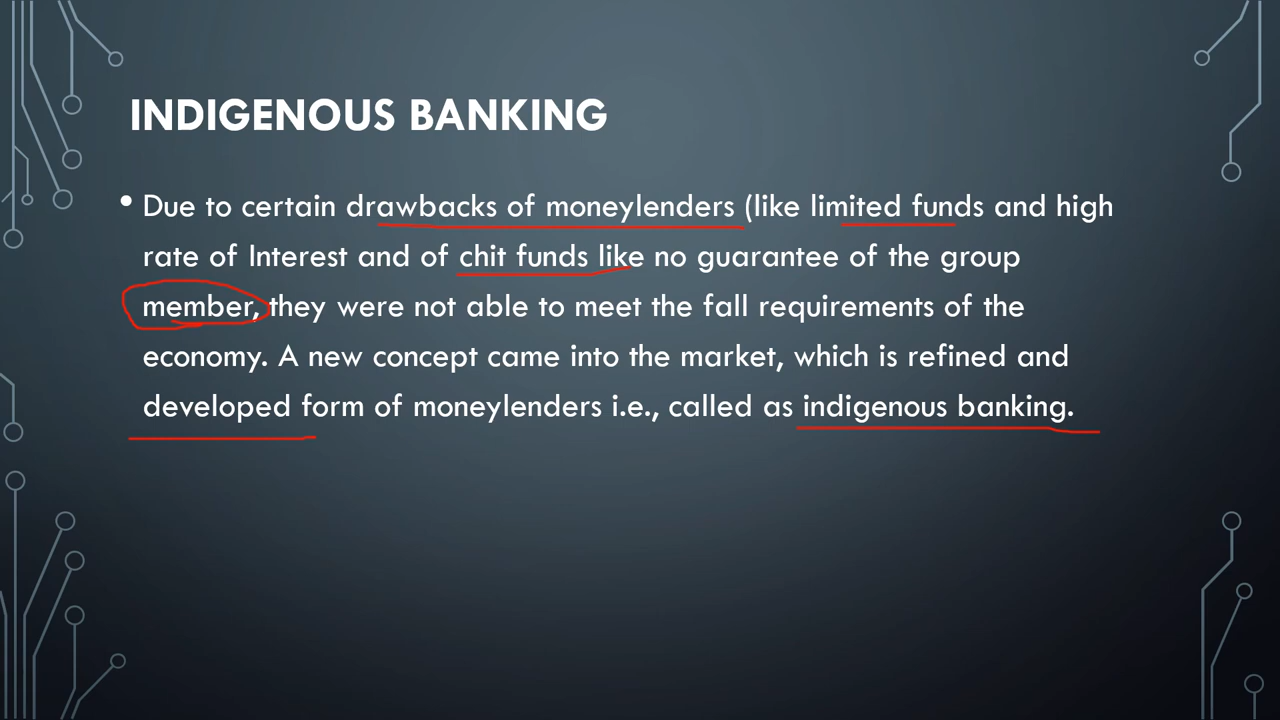 INDIGENOUS BANKING
• Due to certain drawbacks of moneylenders (like limited funds and high
rate of Interest and of chit funds like no guarantee of the group
member, they were not able to meet the fall requirements of the
economy. A new concept came into the market, which is refined and
developed form of moneylenders i.e., called as indigenous banking.